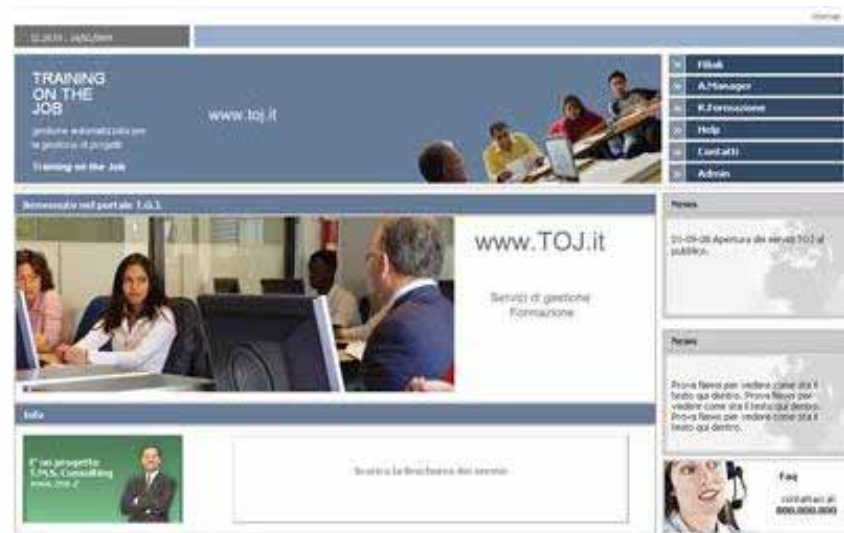 TRAINING
ON THE
JOB
www.toj.it
gestione automatizzata per
la gestione di progetti
Training on the Job
Filiali
A.Manager
R.Formazione
Help
Contatti
Admin
Benvenuto nel portale T.O.J.
www.TOJ.it
Servizi di gestione
Formazione
News
01-09-08 Apertura dei servizi TOJ al
pubblico.
News
Prova News per vedere come sta il
testo qui dentro. Prova News per
vedere come sta il testo qui dentro.
Prova News per vedere come sta il
testo qui dentro.
Info
E' un progetto
Consulting
Scarica la Brochure dei servizi
Faq
contattaci al
800.000.000